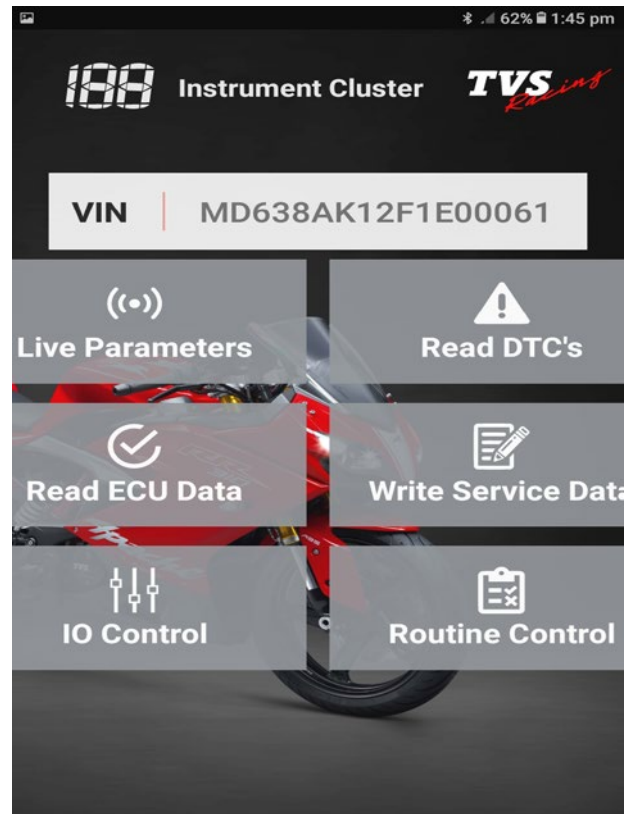 62% 1:45 pm
188 Instrument Cluster TVS Racing
VIN MD638AK12F1E00061
Live Parameters Read DTC's
Read ECU Data Write Service Data
Apache
IO Control Routine Control